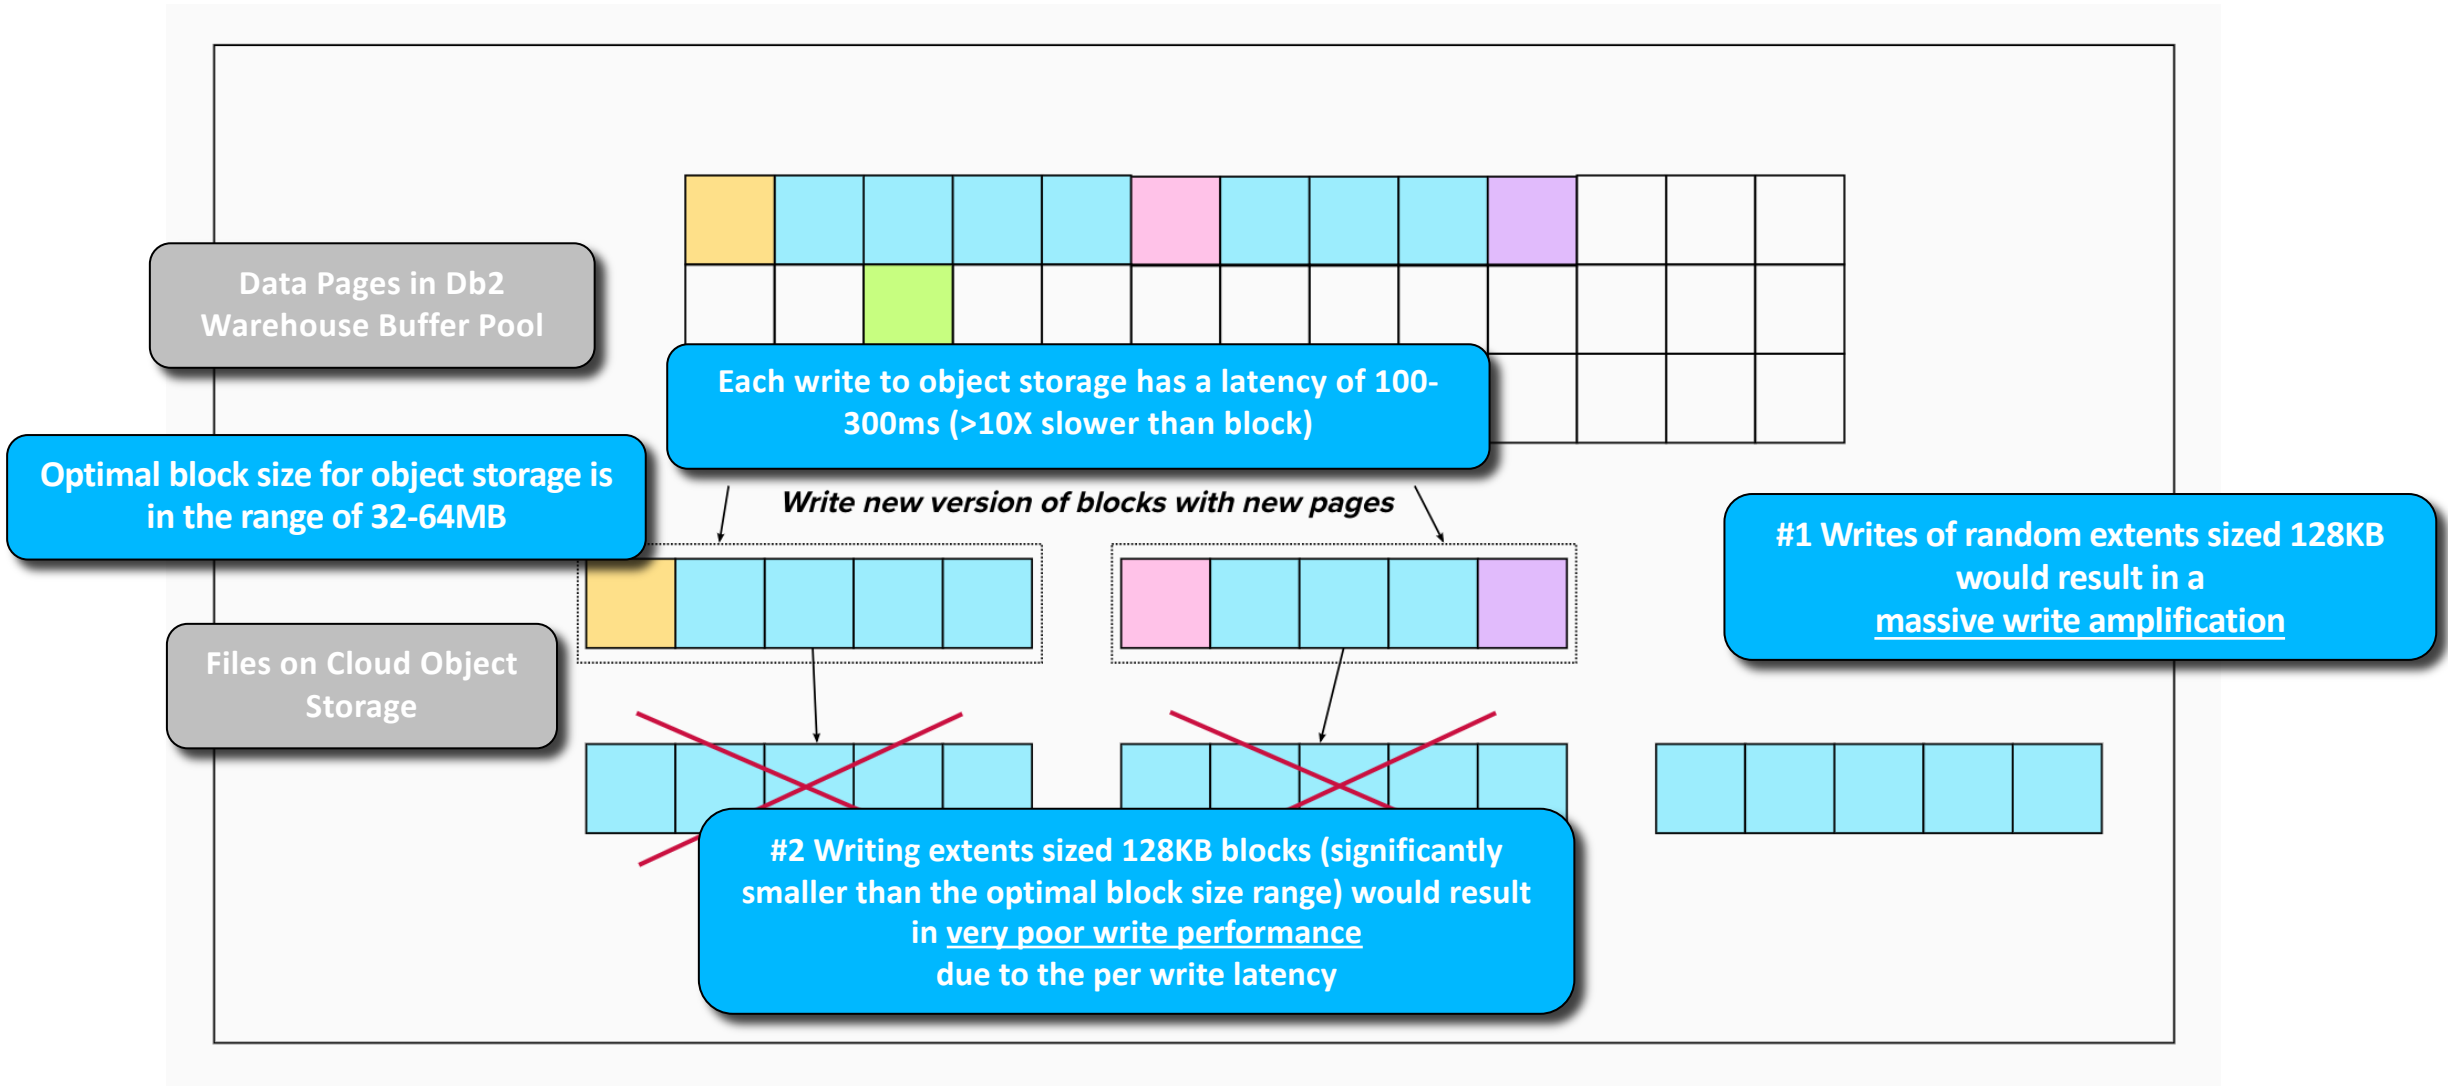 Data Pages in Db2
Warehouse Buffer Pool
Each write to object storage has a latency of 100-
300ms (>10X slower than block)
Optimal block size for object storage is
in the range of 32-64MB
Write new version of blocks with new pages
#1 Writes of random extents sized 128KB
would result in a
massive write amplification
Files on Cloud Object
Storage
#2 Writing extents sized 128KB blocks (significantly
smaller than the optimal block size range) would result
in very poor write performance
due to the per write latency